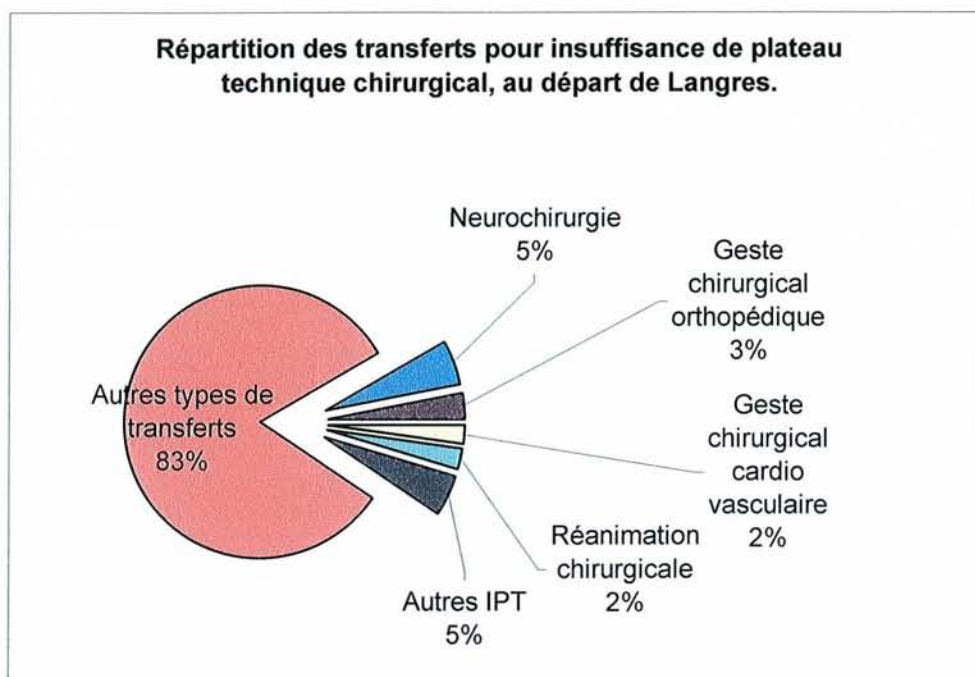 Répartition des transferts pour insuffisance de plateau
technique chirurgical, au départ de Langres.
Neurochirurgie
5%
Geste
chirurgical
orthopédique
3%
Geste
chirurgical
cardio
vasculaire
2%
Réanimation
chirurgicale
2%
Autres IPT
5%
Autres types de
transferts
83%